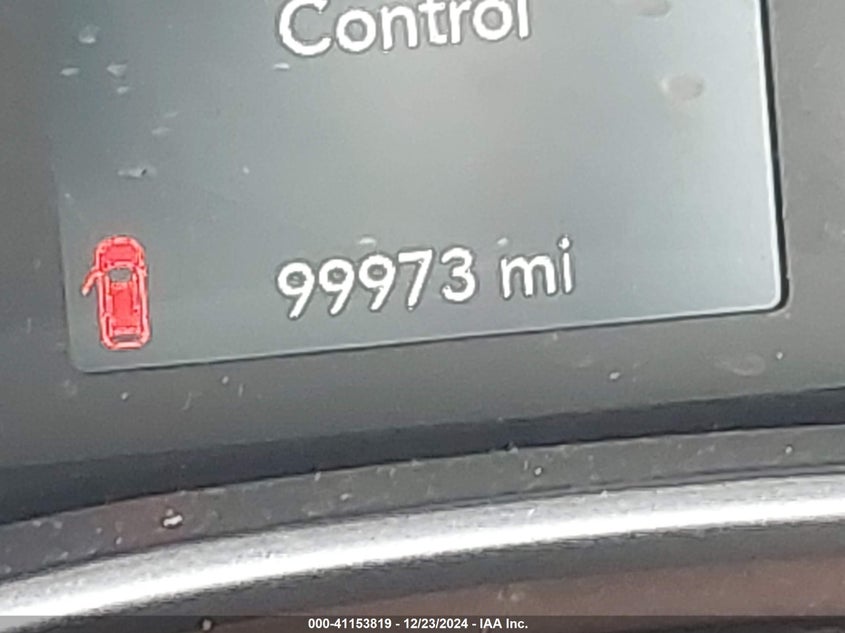 Control
99973 mi
000-41153819 - 12/23/2024 - IAA Inc.